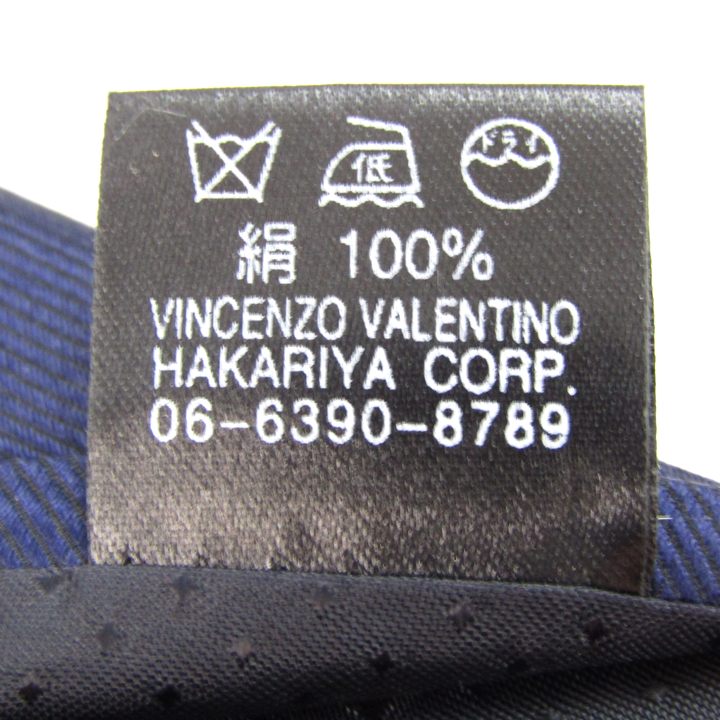 低 ドライ
絹 100%
VINCENZO VALENTINO
HAKARIYA CORP.
06-6390-8789